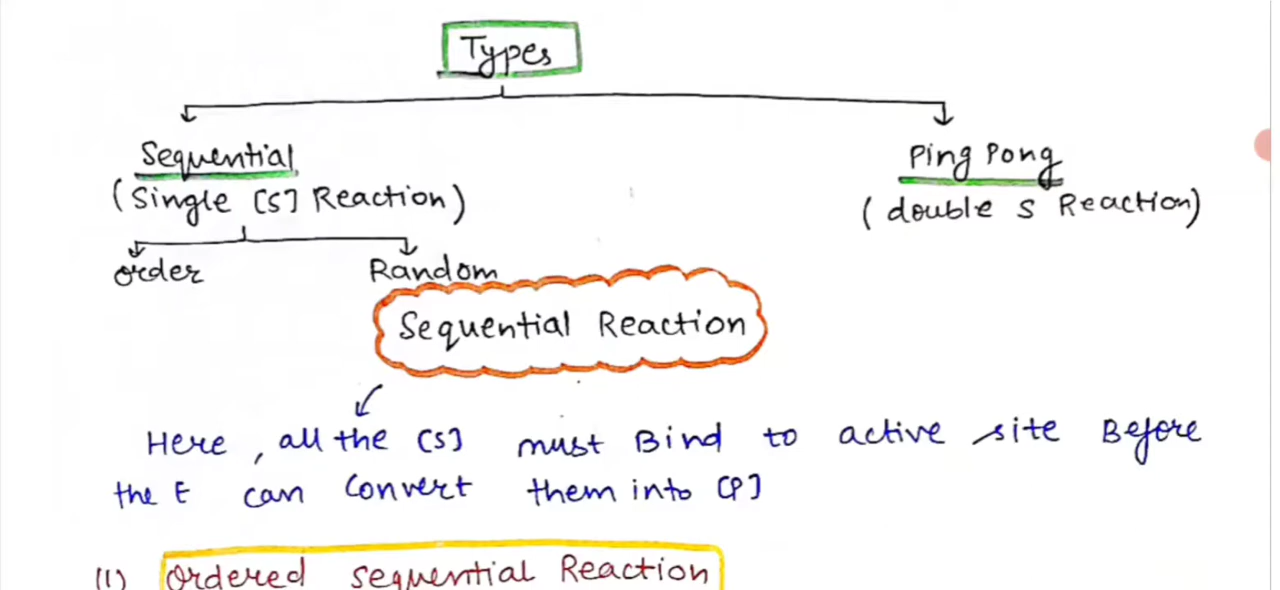 Types
Sequential
Ping Pong
(Single [S] Reaction)
(double S Reaction)
order
Random
Sequential Reaction
Here, all the [S] must Bind to active site Before
the E can Convert them into [P]
(1) Ordered sequential Reaction